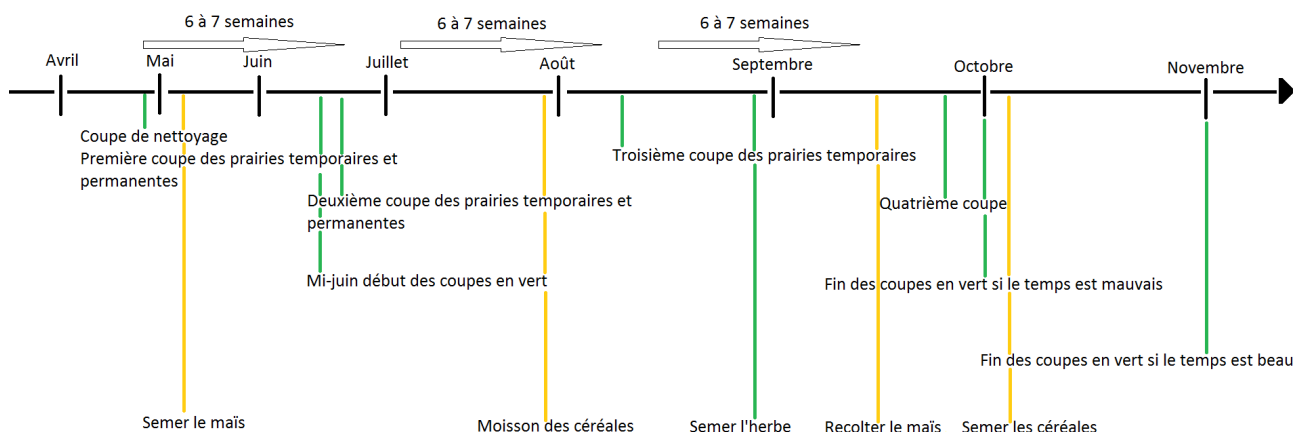 6 à 7 semaines
6 à 7 semaines
6 à 7 semaines
Avril
Mai
Juin
Juillet
Août
Septembre
Octobre
Novembre
Coupe de nettoyage
Première coupe des prairies temporaires et
permanentes
Troisième coupe des prairies temporaires
Deuxième coupe des prairies temporaires et
permanentes
Quatrième coupe
Mi-juin début des coupes en vert
Fin des coupes en vert si le temps est mauvais
Fin des coupes en vert si le temps est beau
Semer le maïs
Moisson des céréales
Semer l'herbe
Recolter le maïs
Semer les céréales